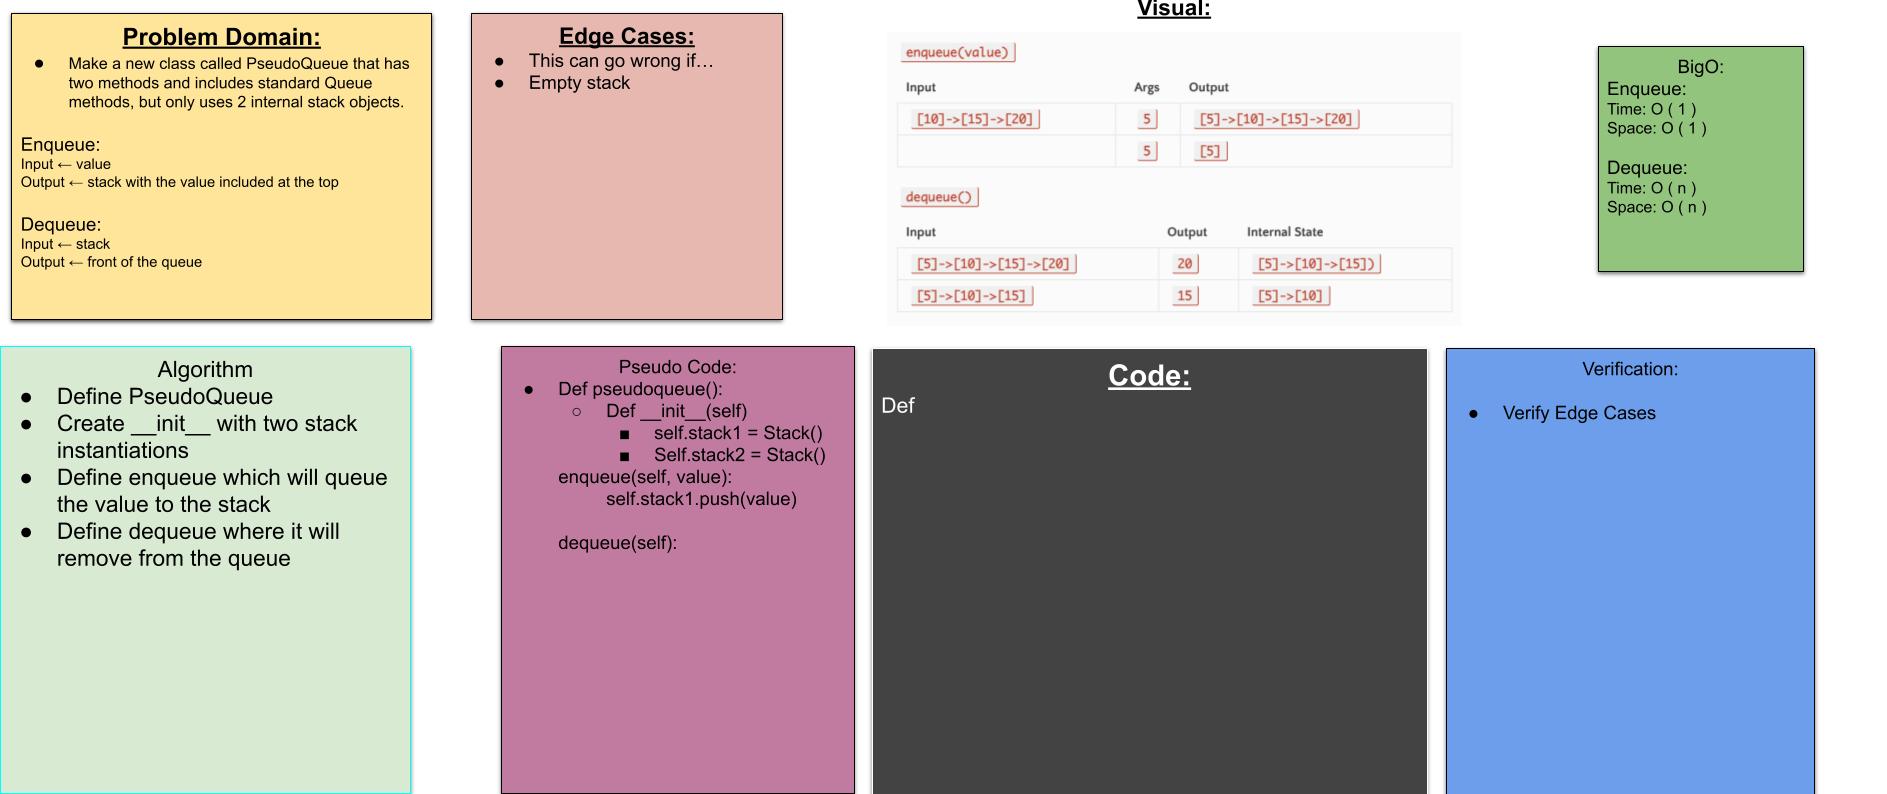 Problem Domain:
● Make a new class called PseudoQueue that has
two methods and includes standard Queue
methods, but only uses 2 internal stack objects.
Enqueue:
Input ← value
Output ← stack with the value included at the top
Dequeue:
Input ← stack
Output ← front of the queue
Edge Cases:
● This can go wrong if…
● Empty stack
Visual:
enqueue(value)
Input Args Output
[10]->[15]->[20] 5 [5]->[10]->[15]->[20]
5 [5]
dequeue()
Input Output Internal State
[5]->[10]->[15]->[20] 20 [5]->[10]->[15])
[5]->[10]->[15] 15 [5]->[10]
BigO:
Enqueue:
Time: O ( 1 )
Space: O ( 1 )
Dequeue:
Time: O ( n )
Space: O ( n )
Algorithm
● Define PseudoQueue
● Create __init__ with two stack
instantiations
● Define enqueue which will queue
the value to the stack
● Define dequeue where it will
remove from the queue
Pseudo Code:
● Def pseudoqueue():
○ Def __init__(self)
■ self.stack1 = Stack()
■ Self.stack2 = Stack()
enqueue(self, value):
self.stack1.push(value)
dequeue(self):
Code:
Def
Verification:
● Verify Edge Cases